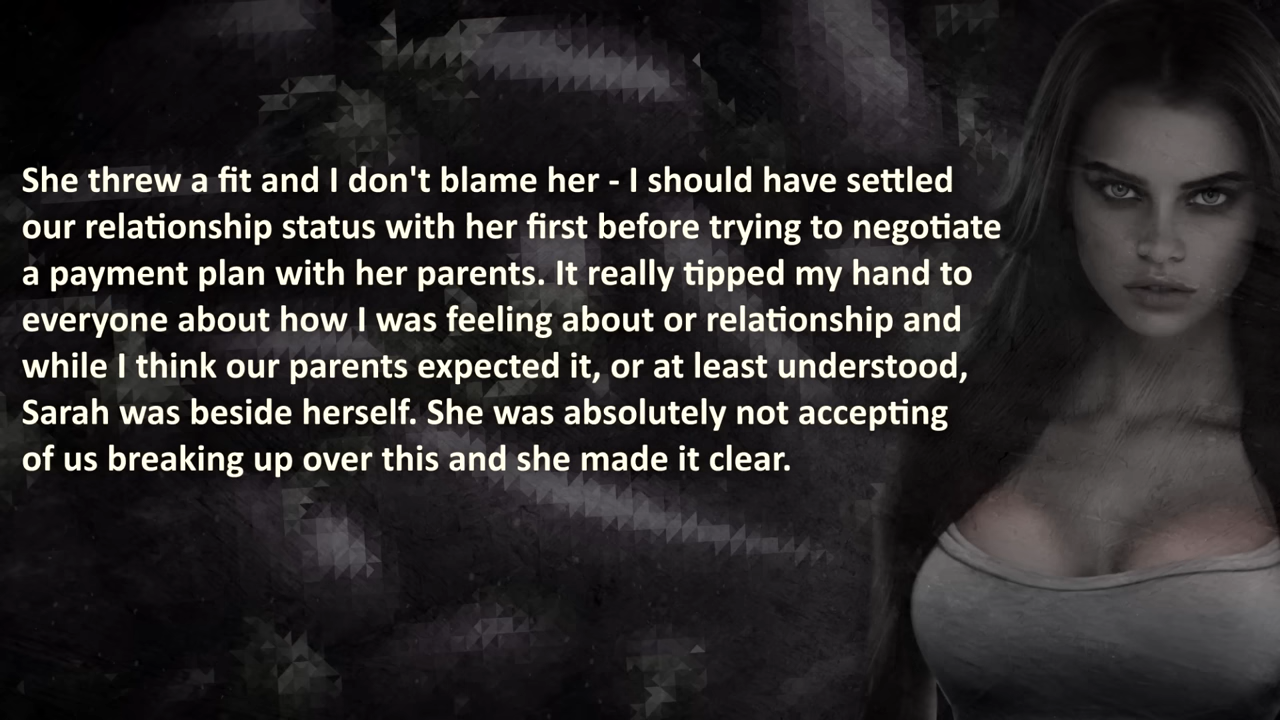 She threw a fit and I don't blame her - I should have settled
our relationship status with her first before trying to negotiate
a payment plan with her parents. It really tipped my hand to
everyone about how I was feeling about or relationship and
while I think our parents expected it, or at least understood,
Sarah was beside herself. She was absolutely not accepting
of us breaking up over this and she made it clear.